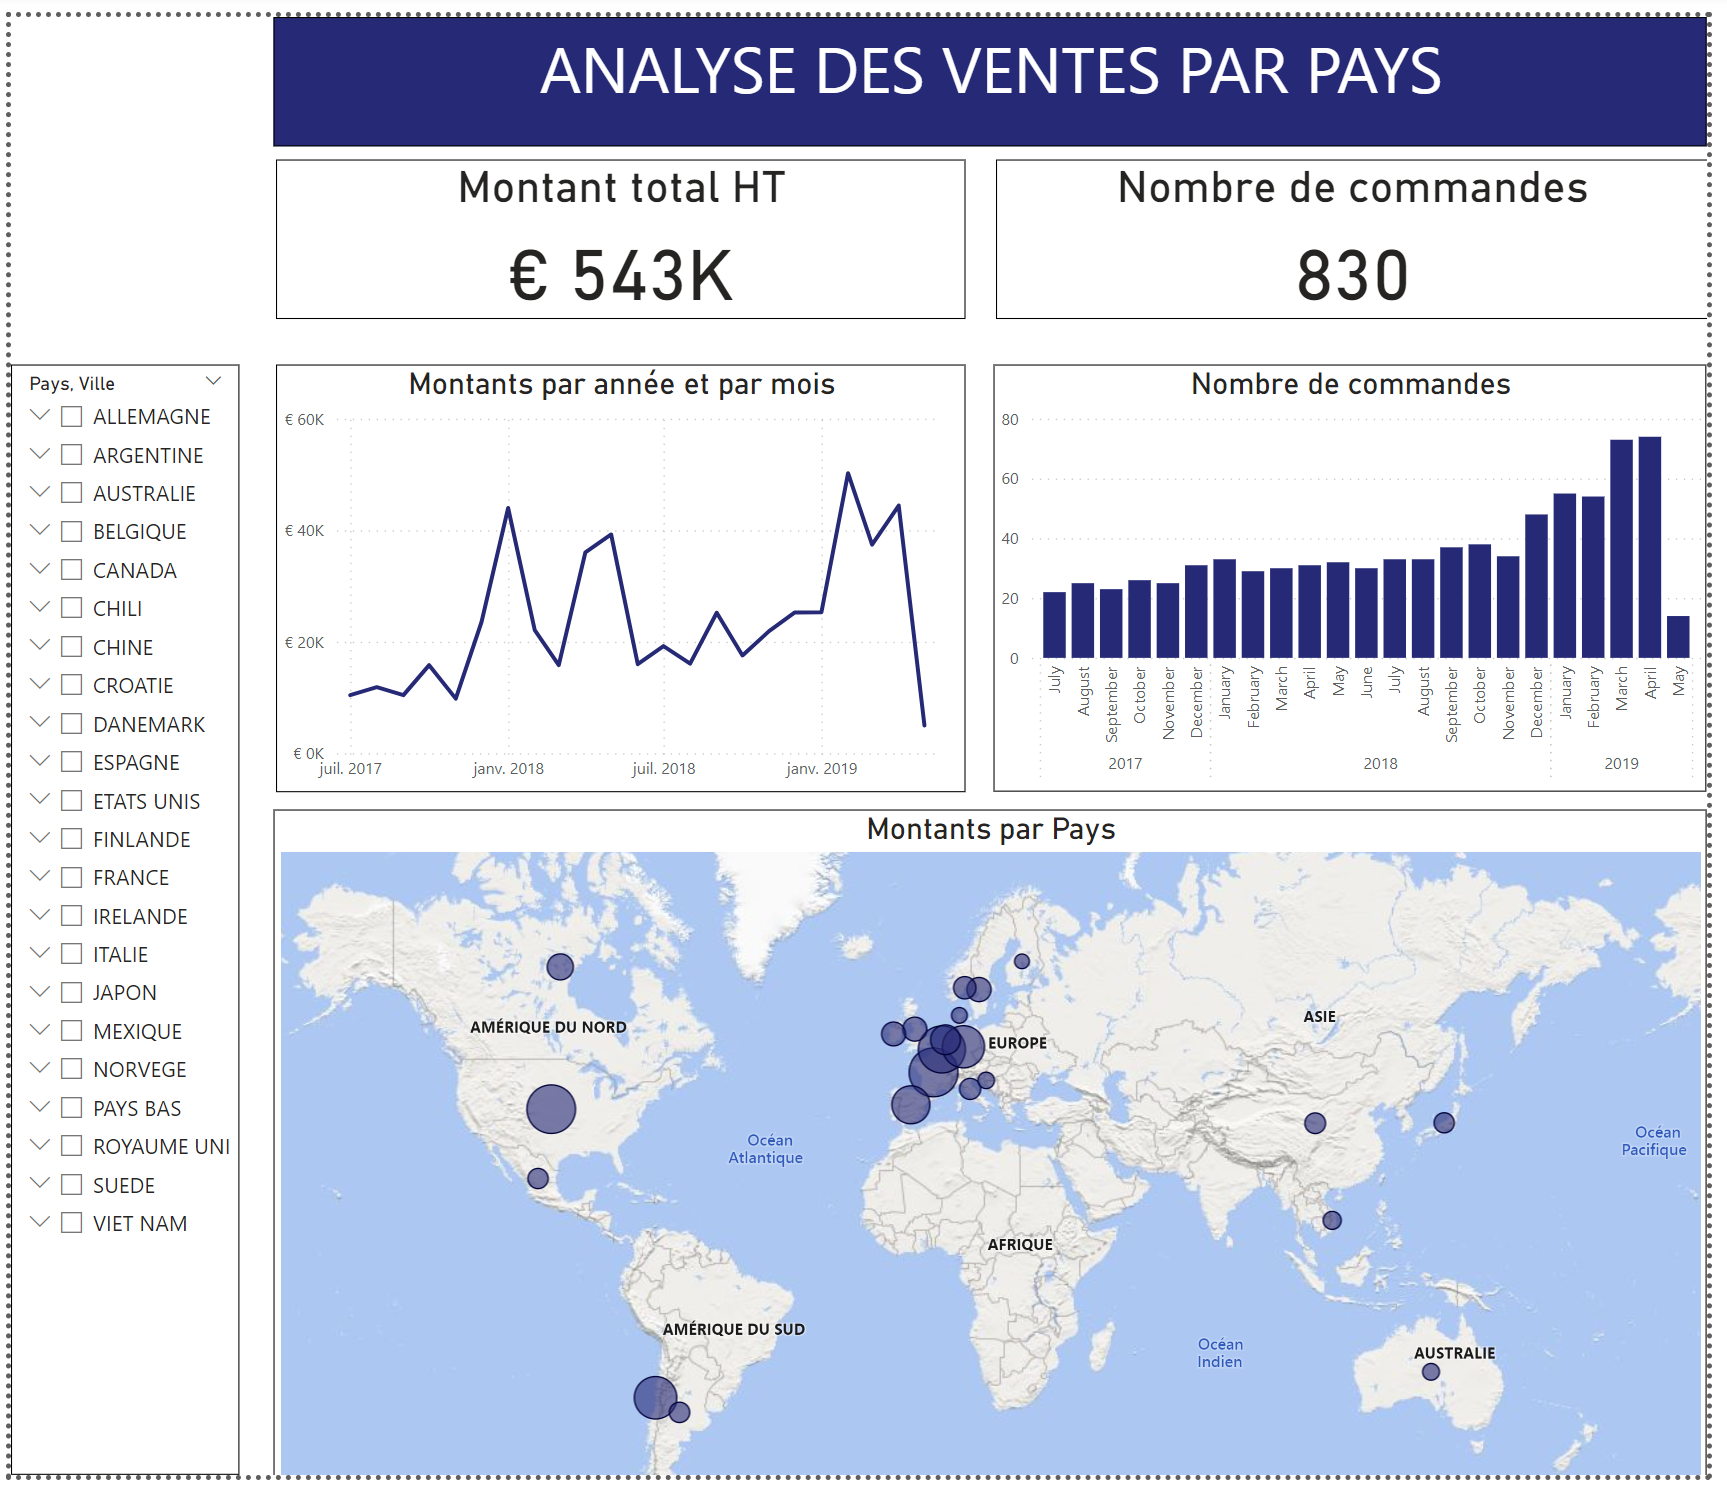 ANALYSE DES VENTES PAR PAYS
Montant total HT
€ 543K
Nombre de commandes
830
Pays, Ville
ALLEMAGNE
ARGENTINE
AUSTRALIE
BELGIQUE
CANADA
CHILI
CHINE
CROATIE
DANEMARK
ESPAGNE
ETATS UNIS
FINLANDE
FRANCE
IRELANDE
ITALIE
JAPON
MEXIQUE
NORVEGE
PAYS BAS
ROYAUME UNI
SUEDE
VIET NAM
Montants par année et par mois
€ 60K
€ 40K
€ 20K
€ 0K
juil. 2017
janv. 2018
juil. 2018
janv. 2019
Nombre de commandes
80
60
40
20
0
July
August
September
October
November
December
January
February
March
April
May
June
July
August
September
October
November
December
January
February
March
April
May
2017
2018
2019
Montants par Pays
AMÉRIQUE DU NORD
EUROPE
ASIE
Océan
Atlantique
Océan
Pacifique
AFRIQUE
AMÉRIQUE DU SUD
Océan
Indien
AUSTRALIE